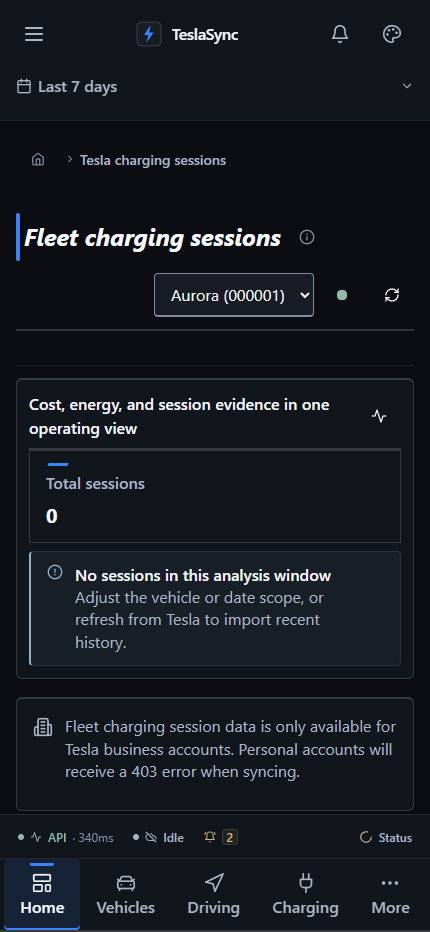 TeslaSync
Last 7 days
Tesla charging sessions
Fleet charging sessions
Aurora (000001)
Cost, energy, and session evidence in one
operating view
Total sessions
0
No sessions in this analysis window
Adjust the vehicle or date scope, or
refresh from Tesla to import recent
history.
Fleet charging session data is only available for
Tesla business accounts. Personal accounts will
receive a 403 error when syncing.
API · 340ms Idle 2 Status
Home Vehicles Driving Charging More